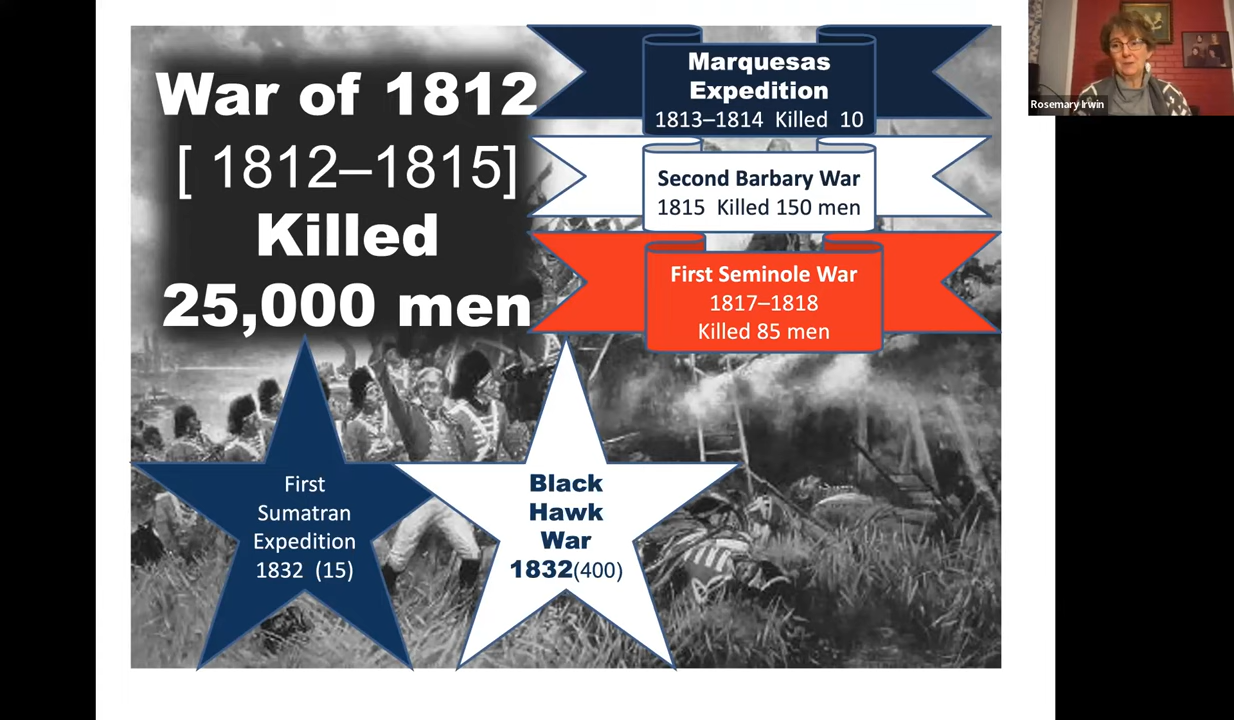 War of 1812
[ 1812–1815]
Killed
25,000 men
Marquesas
Expedition
1813–1814 Killed 10
Second Barbary War
1815 Killed 150 men
First Seminole War
1817–1818
Killed 85 men
First
Sumatran
Expedition
1832 (15)
Black
Hawk
War
1832(400)
Rosemary Irwin